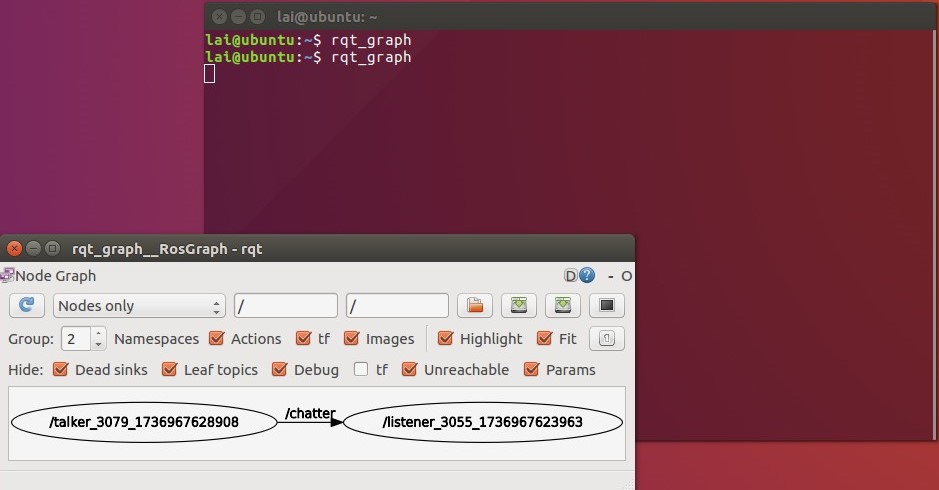 lai@ubuntu: ~
lai@ubuntu:~$ rqt_graph
lai@ubuntu:~$ rqt_graph
rqt_graph__RosGraph - rqt
Node Graph D ? - O
Nodes only / /
Group: 2 Namespaces Actions tf Images Highlight Fit
Hide: Dead sinks Leaf topics Debug tf Unreachable Params
/talker_3079_1736967628908 /chatter /listener_3055_1736967623963